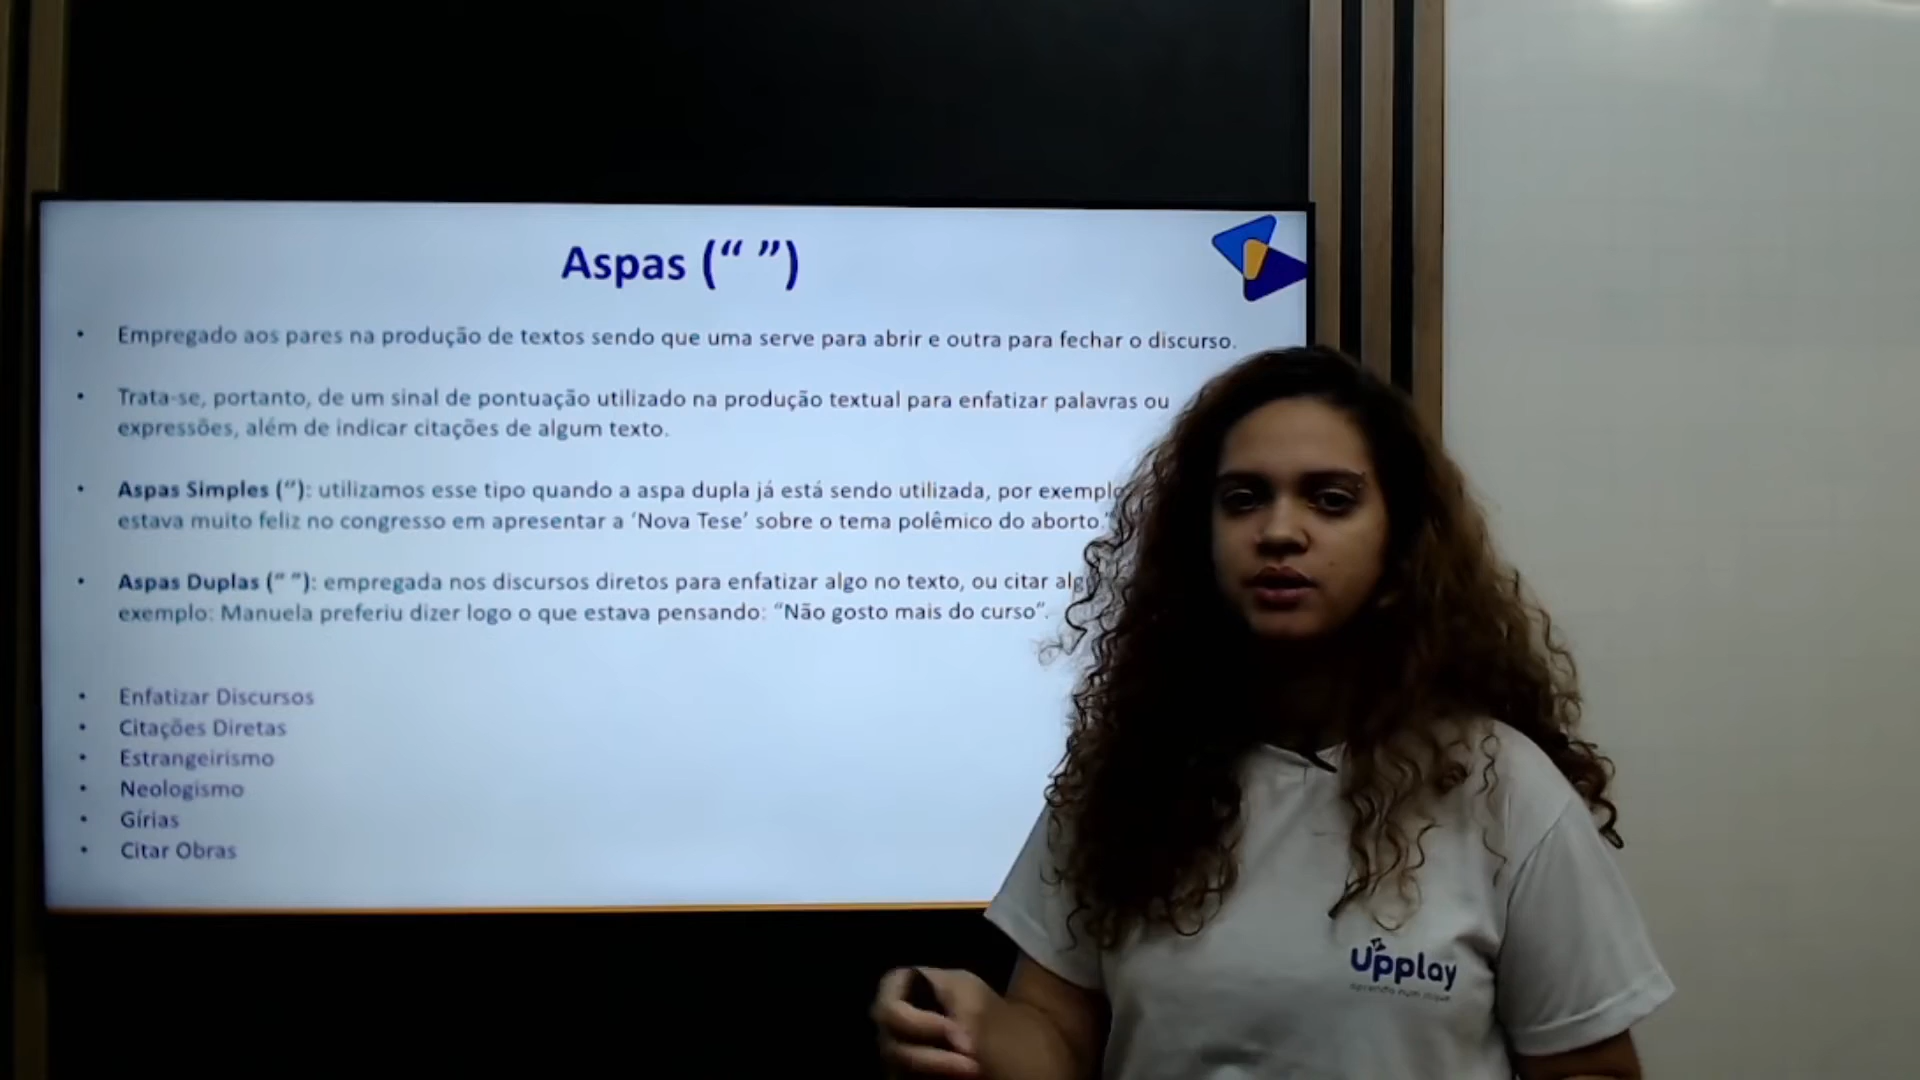 Aspas (“ ”)
• Empregado aos pares na produção de textos sendo que uma serve para abrir e outra para fechar o discurso.
• Trata-se, portanto, de um sinal de pontuação utilizado na produção textual para enfatizar palavras ou
expressões, além de indicar citações de algum texto.
• Aspas Simples (‘’): utilizamos esse tipo quando a aspa dupla já está sendo utilizada, por exemplo
estava muito feliz no congresso em apresentar a ‘Nova Tese’ sobre o tema polêmico do aborto.”
• Aspas Duplas (“ ”): empregada nos discursos diretos para enfatizar algo no texto, ou citar
exemplo: Manuela preferiu dizer logo o que estava pensando: “Não gosto mais do curso”.
• Enfatizar Discursos
• Citações Diretas
• Estrangeirismo
• Neologismo
• Gírias
• Citar Obras
Upplay